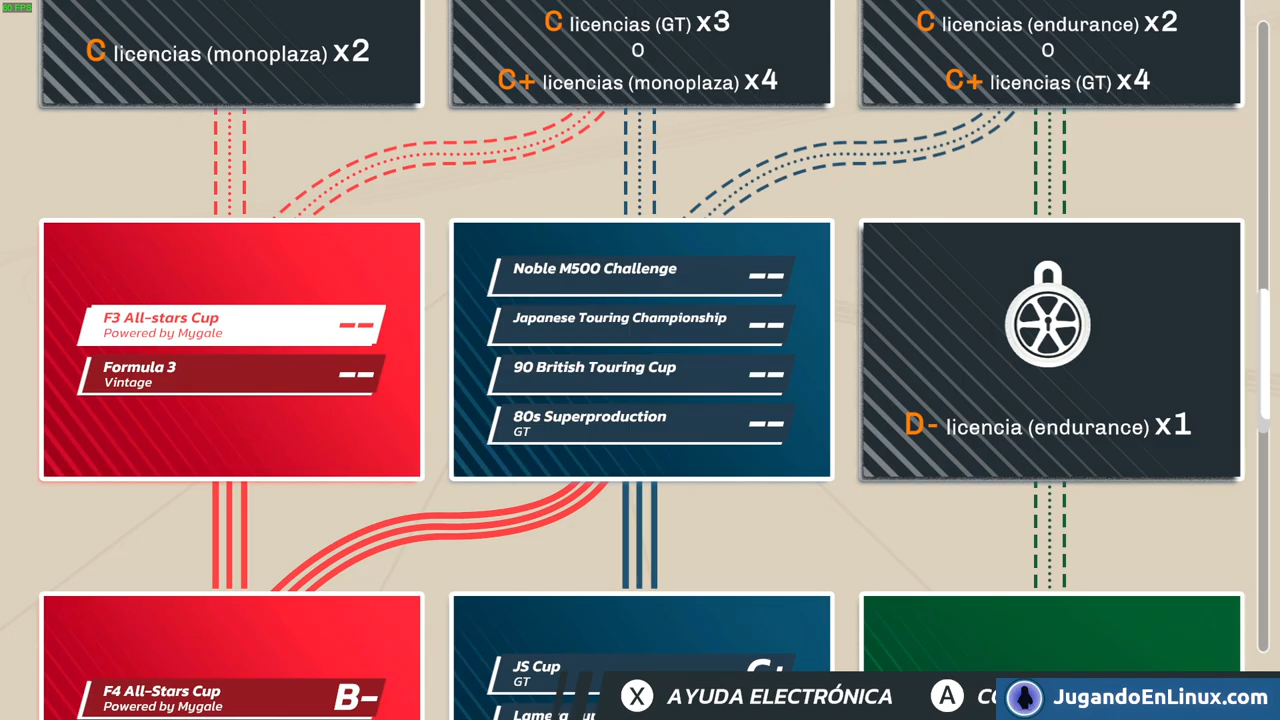 60 FPS
C licencias (monoplaza) x2
C licencias (GT) x3
O
C+ licencias (monoplaza) x4
C licencias (endurance) x2
O
C+ licencias (GT) x4
F3 All-stars Cup
Powered by Mygale
--
Formula 3
Vintage
--
Noble M500 Challenge
--
Japanese Touring Championship
--
90 British Touring Cup
--
80s Superproduction
GT
--
D- licencia (endurance) x1
F4 All-Stars Cup
Powered by Mygale
B-
JS Cup
GT
C+
X AYUDA ELECTRÓNICA
A
JugandoEnLinux.com